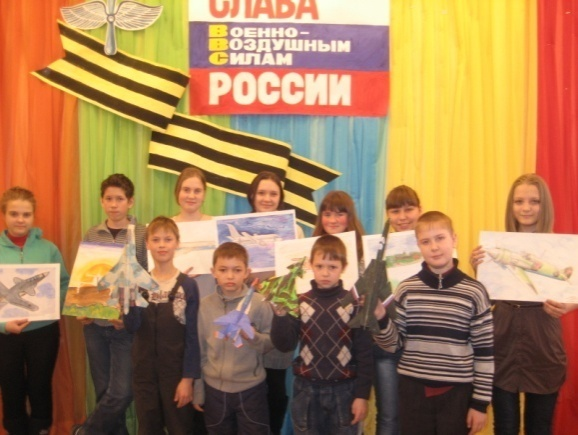 СЛАВА
ВОЕННО-
ВОЗДУШНЫМ
СИЛАМ
РОССИИ